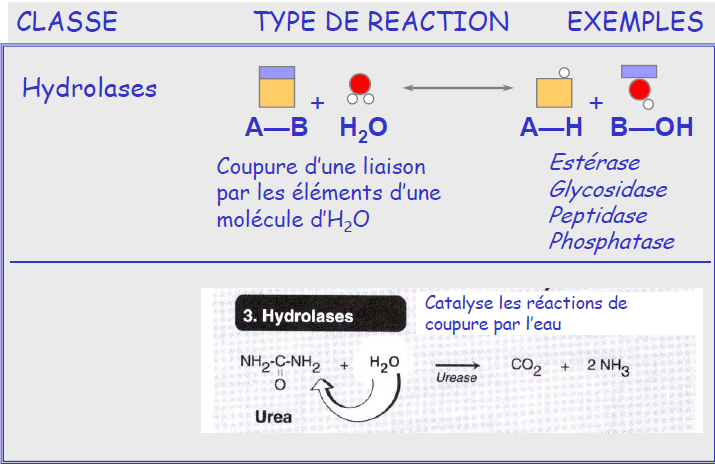 CLASSE TYPE DE REACTION EXEMPLES
Hydrolases
+ +
A—B H₂O A—H B—OH
Coupure d'une liaison
par les éléments d'une
molécule d'H₂O
Estérase
Glycosidase
Peptidase
Phosphatase
3. Hydrolases
Catalyse les réactions de
coupure par l'eau
NH₂-C-NH₂ + H₂O CO₂ + 2 NH₃
Urease
O
Urea